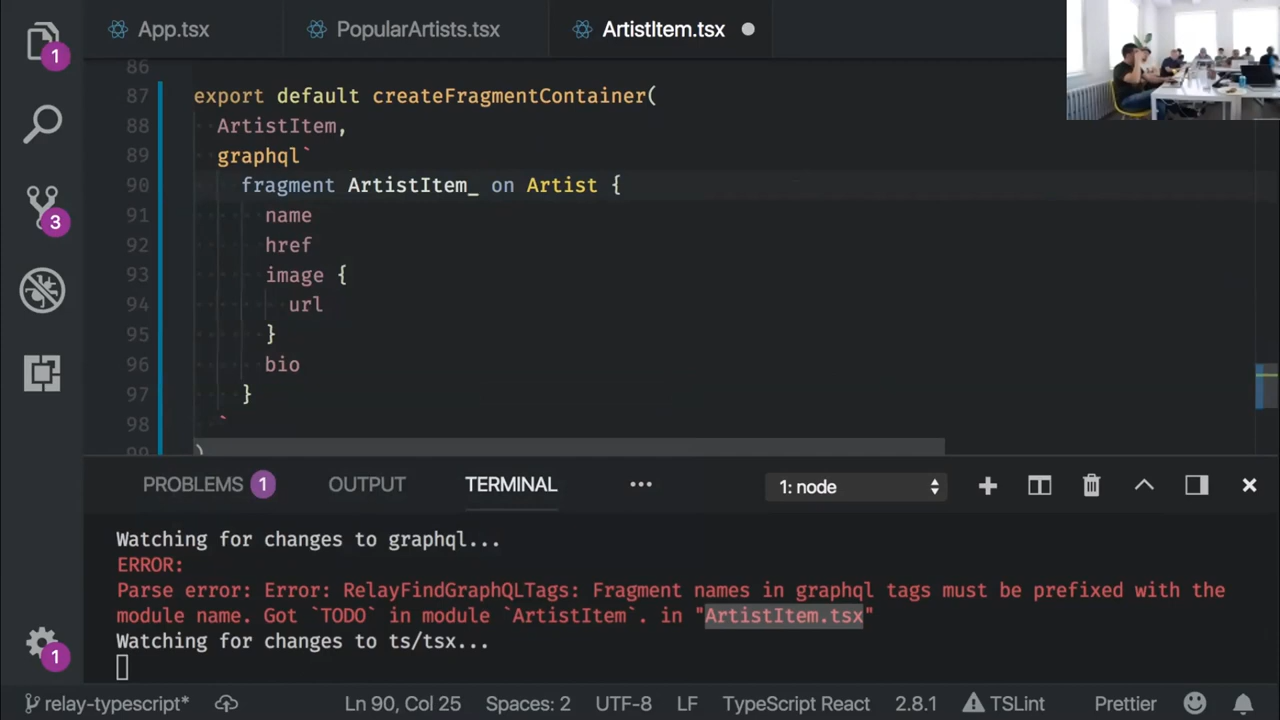 App.tsx
PopularArtists.tsx
ArtistItem.tsx
1
3
1
86
87 export default createFragmentContainer(
88 ArtistItem,
89 graphql`
90 fragment ArtistItem_ on Artist {
91 name
92 href
93 image {
94 url
95 }
96 bio
97 }
98 `
99 )
PROBLEMS 1 OUTPUT TERMINAL ••• 1: node
Watching for changes to graphql...
ERROR:
Parse error: Error: RelayFindGraphQLTags: Fragment names in graphql tags must be prefixed with the
module name. Got `TODO` in module `ArtistItem`. in "ArtistItem.tsx"
Watching for changes to ts/tsx...
relay-typescript* Ln 90, Col 25 Spaces: 2 UTF-8 LF TypeScript React 2.8.1 TSLint Prettier